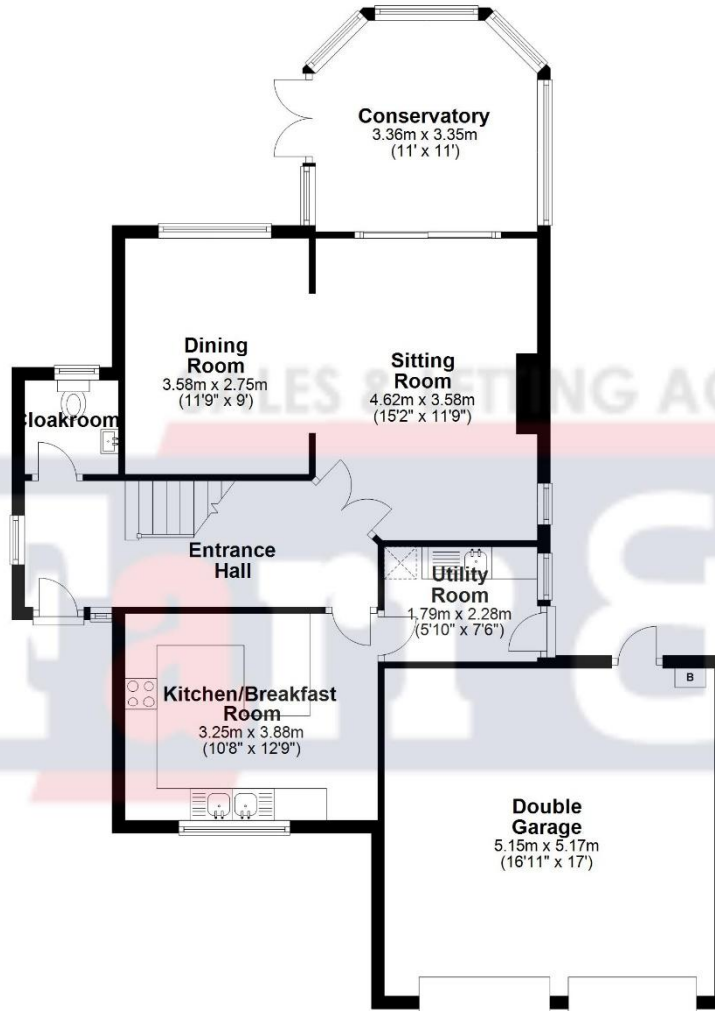 Conservatory
3.36m x 3.35m
(11' x 11')
Dining
Room
3.58m x 2.75m
(11'9" x 9')
Sitting
Room
4.62m x 3.58m
(15'2" x 11'9")
SALES & LETTING
Cloakroom
Entrance
Hall
Utility
Room
1.79m x 2.28m
(5'10" x 7'6")
B
Kitchen/Breakfast
Room
3.25m x 3.88m
(10'8" x 12'9")
Double
Garage
5.15m x 5.17m
(16'11" x 17')